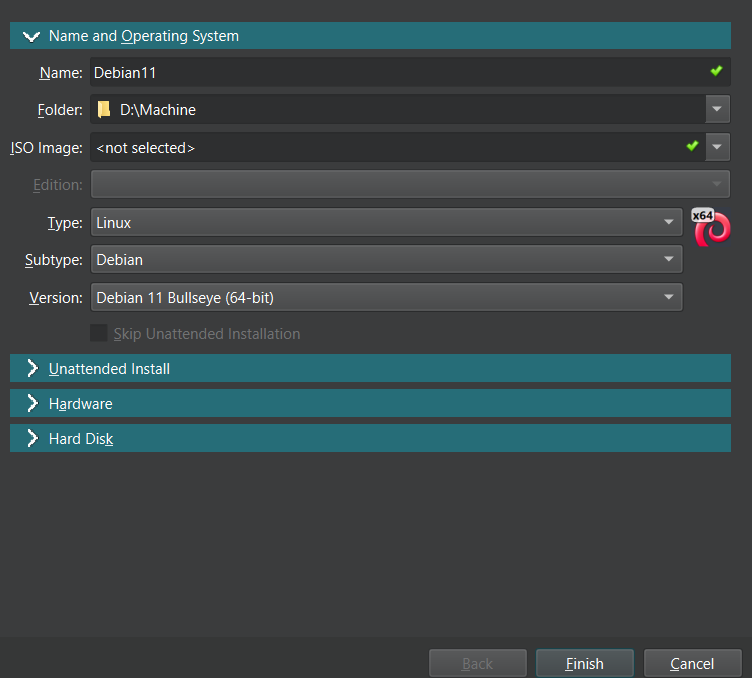 Name and Operating System
Name: Debian11
Folder: D:\Machine
ISO Image: <not selected>
Edition:
Type: Linux
x64
Subtype: Debian
Version: Debian 11 Bullseye (64-bit)
Skip Unattended Installation
Unattended Install
Hardware
Hard Disk
Back Finish Cancel